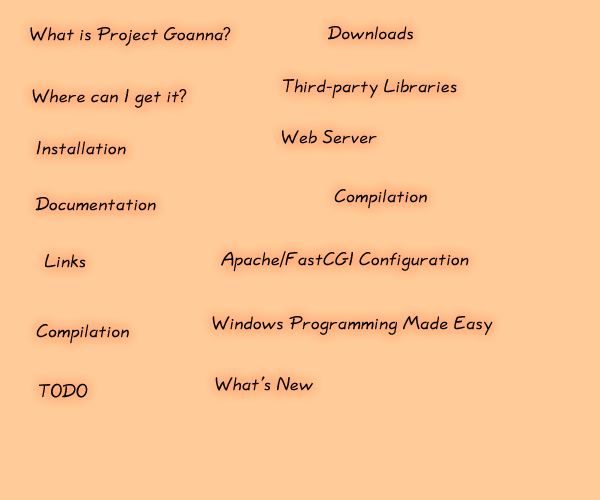 What is Project Goanna?
Where can I get it?
Installation
Documentation
Links
Compilation
TODO
Downloads
Third-party Libraries
Web Server
Compilation
Apache/FastCGI Configuration
Windows Programming Made Easy
What's New